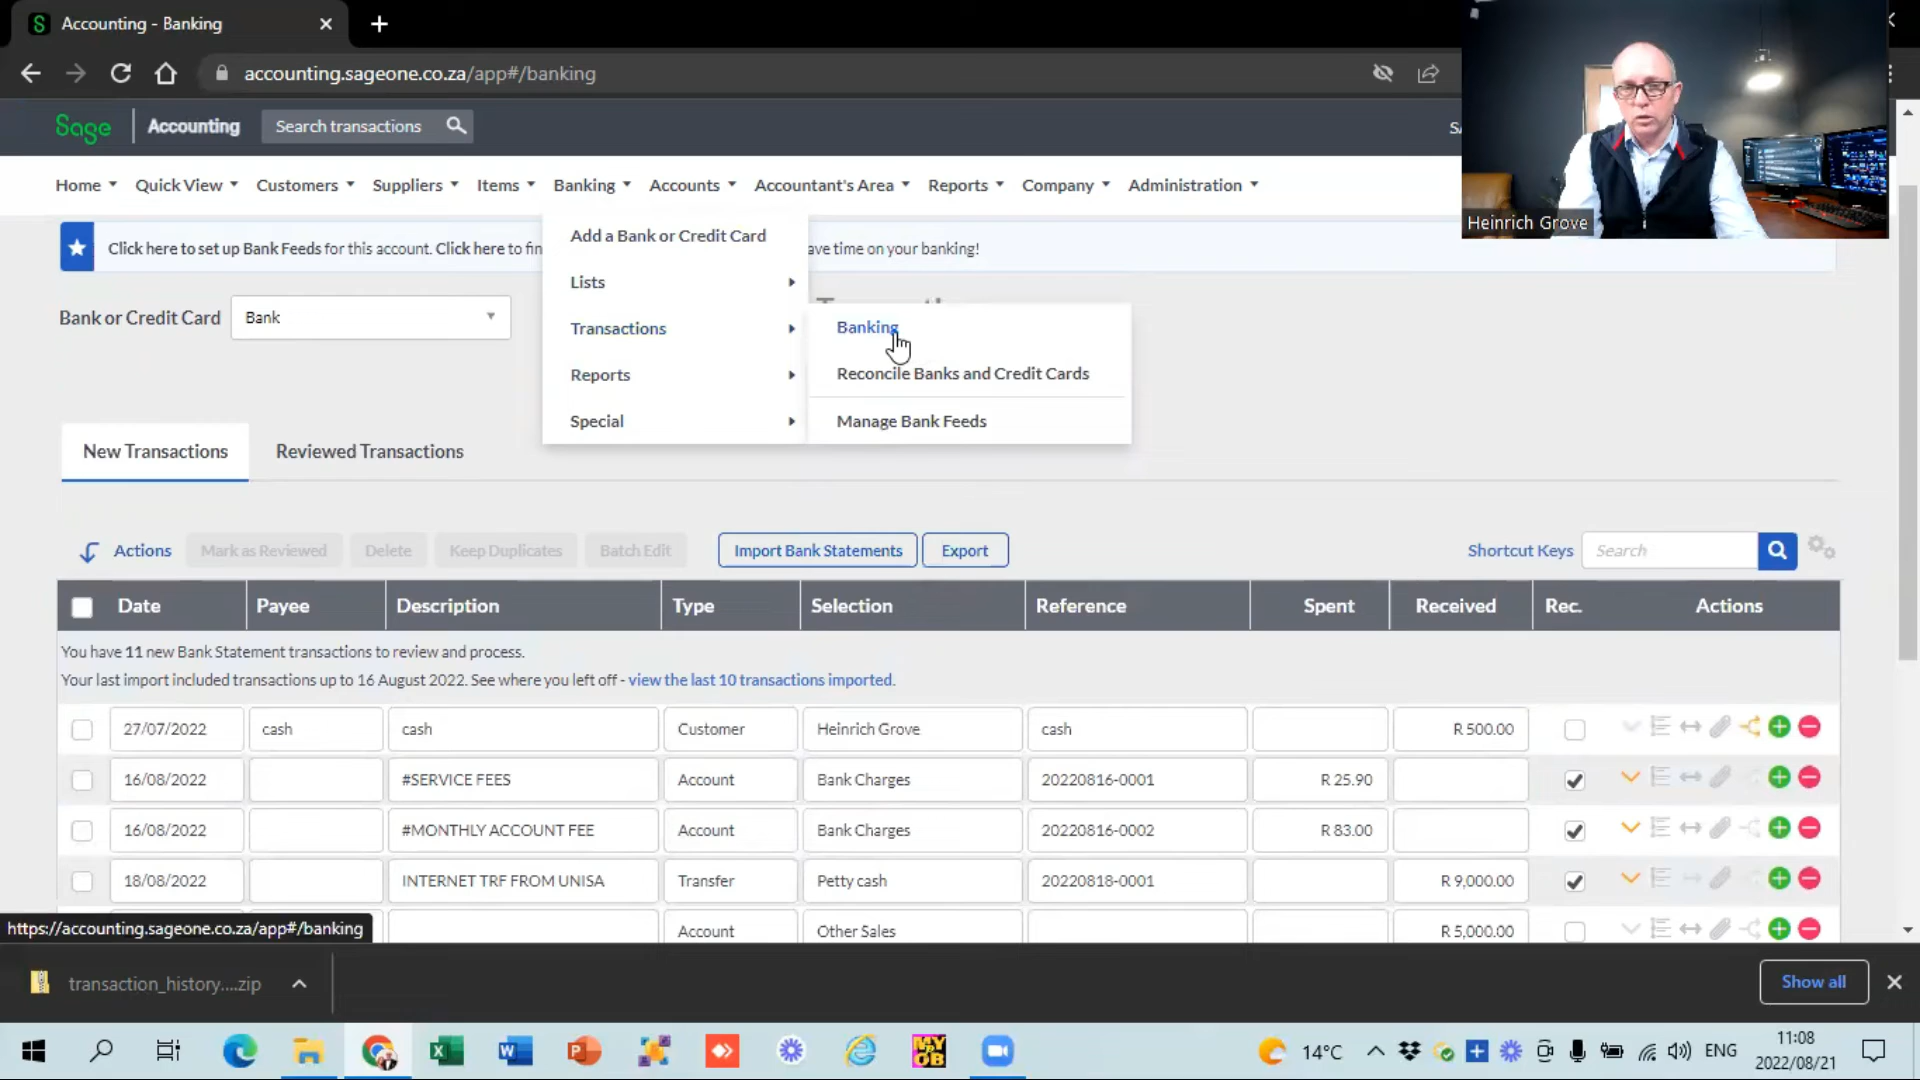 Accounting - Banking
accounting.sageone.co.za/app#/banking
Sage Accounting Search transactions
Home Quick View Customers Suppliers Items Banking Accounts Accountant's Area Reports Company Administration
Heinrich Grove
Click here to set up Bank Feeds for this account. Click here to fin
ave time on your banking!
Add a Bank or Credit Card
Lists
Transactions
Reports
Special
Banking
Reconcile Banks and Credit Cards
Manage Bank Feeds
Bank or Credit Card Bank
New Transactions Reviewed Transactions
Actions Mark as Reviewed Delete Keep Duplicates Batch Edit Import Bank Statements Export Shortcut Keys Search
Date Payee Description Type Selection Reference Spent Received Rec. Actions
You have 11 new Bank Statement transactions to review and process.
Your last import included transactions up to 16 August 2022. See where you left off - view the last 10 transactions imported.
27/07/2022 cash cash Customer Heinrich Grove cash R 500.00
16/08/2022 #SERVICE FEES Account Bank Charges 20220816-0001 R 25.90
16/08/2022 #MONTHLY ACCOUNT FEE Account Bank Charges 20220816-0002 R 83.00
18/08/2022 INTERNET TRF FROM UNISA Transfer Petty cash 20220818-0001 R 9,000.00
Account Other Sales R 5,000.00
https://accounting.sageone.co.za/app#/banking
transaction_history....zip Show all
MY OB
14°C ENG
11:08
2022/08/21